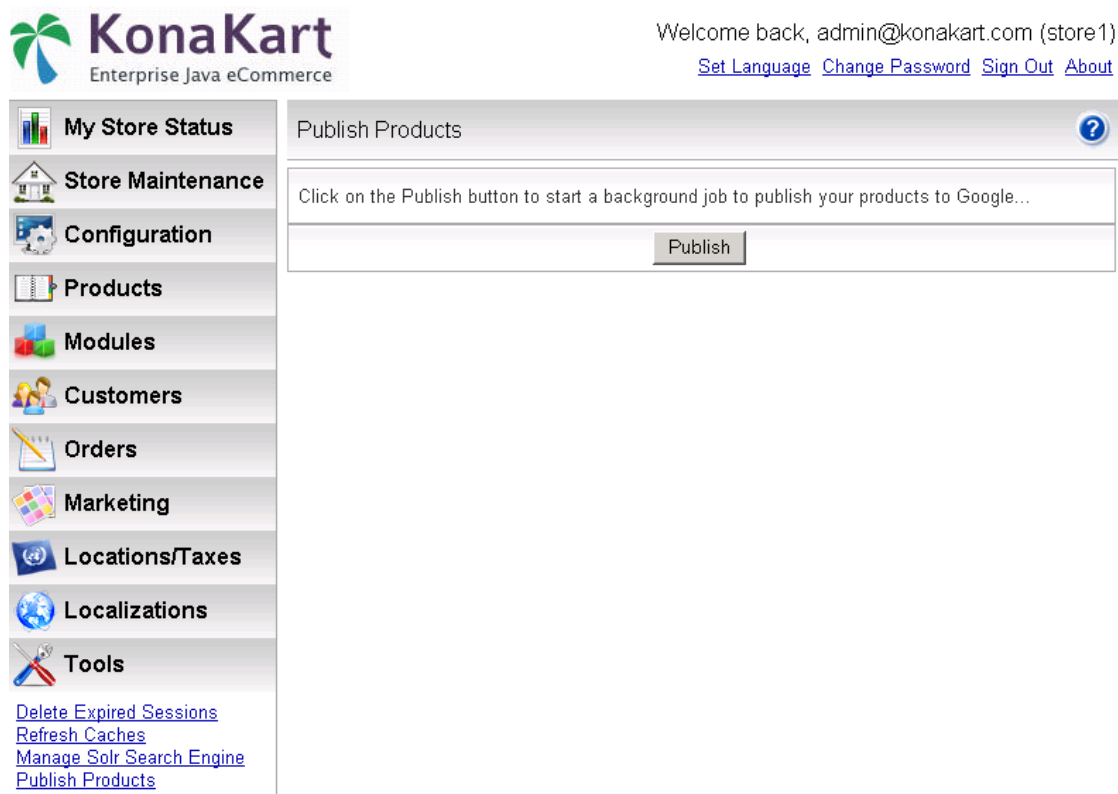 KonaKart
Enterprise Java eCommerce
Welcome back, admin@konakart.com (store1)
Set Language Change Password Sign Out About
My Store Status
Store Maintenance
Configuration
Products
Modules
Customers
Orders
Marketing
Locations/Taxes
Localizations
Tools
Delete Expired Sessions
Refresh Caches
Manage Solr Search Engine
Publish Products
Publish Products
?
Click on the Publish button to start a background job to publish your products to Google...
Publish